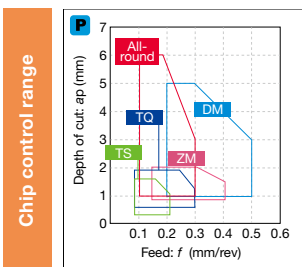 Chip control range
P
Depth of cut: ap (mm)
7
6
5
4
3
2
1
0
All-
round
TQ
DM
TS
ZM
0.1 0.2 0.3 0.4 0.5 0.6
Feed: f (mm/rev)